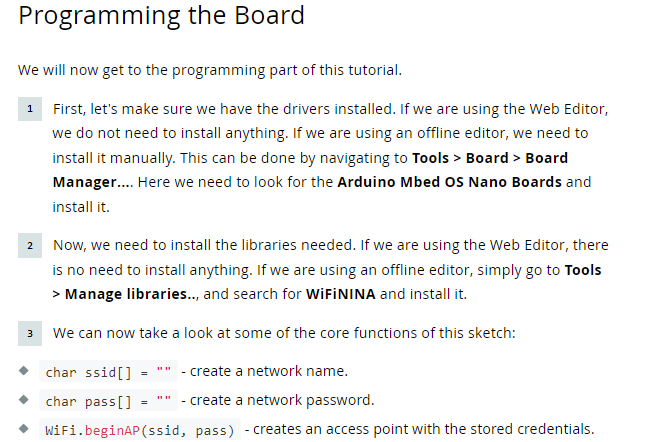 Programming the Board
We will now get to the programming part of this tutorial.
1 First, let's make sure we have the drivers installed. If we are using the Web Editor,
we do not need to install anything. If we are using an offline editor, we need to
install it manually. This can be done by navigating to Tools > Board > Board
Manager.... Here we need to look for the Arduino Mbed OS Nano Boards and
install it.
2 Now, we need to install the libraries needed. If we are using the Web Editor, there
is no need to install anything. If we are using an offline editor, simply go to Tools
> Manage libraries.., and search for WiFiNINA and install it.
3 We can now take a look at some of the core functions of this sketch:
◆ char ssid[] = "" - create a network name.
◆ char pass[] = "" - create a network password.
◆ WiFi.beginAP(ssid, pass) - creates an access point with the stored credentials.